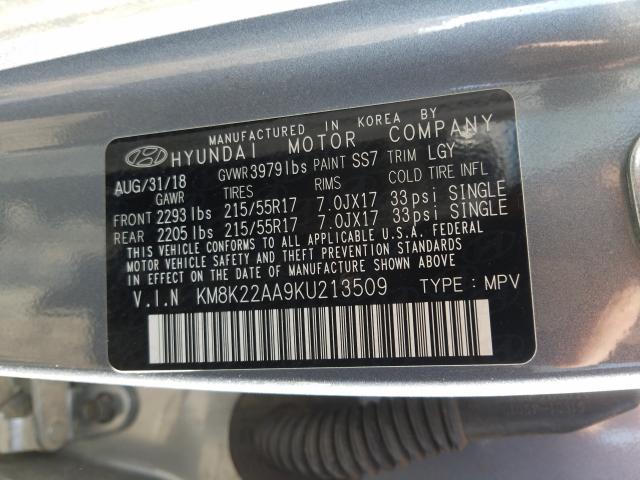 MANUFACTURED IN KOREA BY
HYUNDAI MOTOR COMPANY
AUG/31/18 GVWR 3979lbs PAINT SS7 TRIM LGY
GAWR TIRES RIMS COLD TIRE INFL
FRONT 2293lbs 215/55R17 7.0JX17 33psi SINGLE
REAR 2205lbs 215/55R17 7.0JX17 33psi SINGLE
THIS VEHICLE CONFORMS TO ALL APPLICABLE U.S.A. FEDERAL
MOTOR VEHICLE SAFETY AND THEFT PREVENTION STANDARDS
IN EFFECT ON THE DATE OF MANUFACTURE SHOWN ABOVE
V.I.N KM8K22AA9KU213509 TYPE : MPV